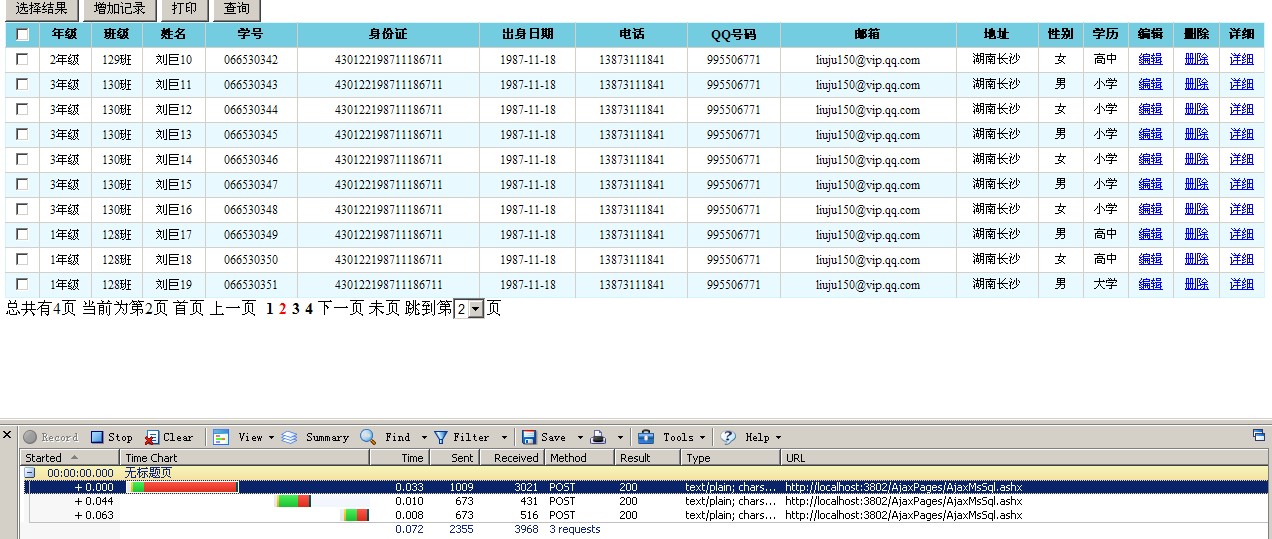 选择结果 增加记录 打印 查询
年级 班级 姓名 学号 身份证 出身日期 电话 QQ号码 邮箱 地址 性别 学历 编辑 删除 详细
2年级 129班 刘巨10 066530342 430122198711186711 1987-11-18 13873111841 995506771 liuju150@vip.qq.com 湖南长沙 女 高中 编辑 删除 详细
3年级 130班 刘巨11 066530343 430122198711186711 1987-11-18 13873111841 995506771 liuju150@vip.qq.com 湖南长沙 男 小学 编辑 删除 详细
3年级 130班 刘巨12 066530344 430122198711186711 1987-11-18 13873111841 995506771 liuju150@vip.qq.com 湖南长沙 女 小学 编辑 删除 详细
3年级 130班 刘巨13 066530345 430122198711186711 1987-11-18 13873111841 995506771 liuju150@vip.qq.com 湖南长沙 男 小学 编辑 删除 详细
3年级 130班 刘巨14 066530346 430122198711186711 1987-11-18 13873111841 995506771 liuju150@vip.qq.com 湖南长沙 女 小学 编辑 删除 详细
3年级 130班 刘巨15 066530347 430122198711186711 1987-11-18 13873111841 995506771 liuju150@vip.qq.com 湖南长沙 男 小学 编辑 删除 详细
3年级 130班 刘巨16 066530348 430122198711186711 1987-11-18 13873111841 995506771 liuju150@vip.qq.com 湖南长沙 女 小学 编辑 删除 详细
1年级 128班 刘巨17 066530349 430122198711186711 1987-11-18 13873111841 995506771 liuju150@vip.qq.com 湖南长沙 男 高中 编辑 删除 详细
1年级 128班 刘巨18 066530350 430122198711186711 1987-11-18 13873111841 995506771 liuju150@vip.qq.com 湖南长沙 女 高中 编辑 删除 详细
1年级 128班 刘巨19 066530351 430122198711186711 1987-11-18 13873111841 995506771 liuju150@vip.qq.com 湖南长沙 男 大学 编辑 删除 详细
总共有4页 当前为第2页 首页 上一页 1 2 3 4 下一页 未页 跳到第 2 页
Record Stop Clear View Summary Find Filter Save Tools Help
Started Time Chart Time Sent Received Method Result Type URL
00:00:00.000 无标题页
+ 0.000 0.033 1009 3021 POST 200 text/plain; chars... http://localhost:3802/AjaxPages/AjaxMsSql.ashx
+ 0.044 0.010 673 431 POST 200 text/plain; chars... http://localhost:3802/AjaxPages/AjaxMsSql.ashx
+ 0.063 0.008 673 516 POST 200 text/plain; chars... http://localhost:3802/AjaxPages/AjaxMsSql.ashx
0.072 2355 3968 3 requests